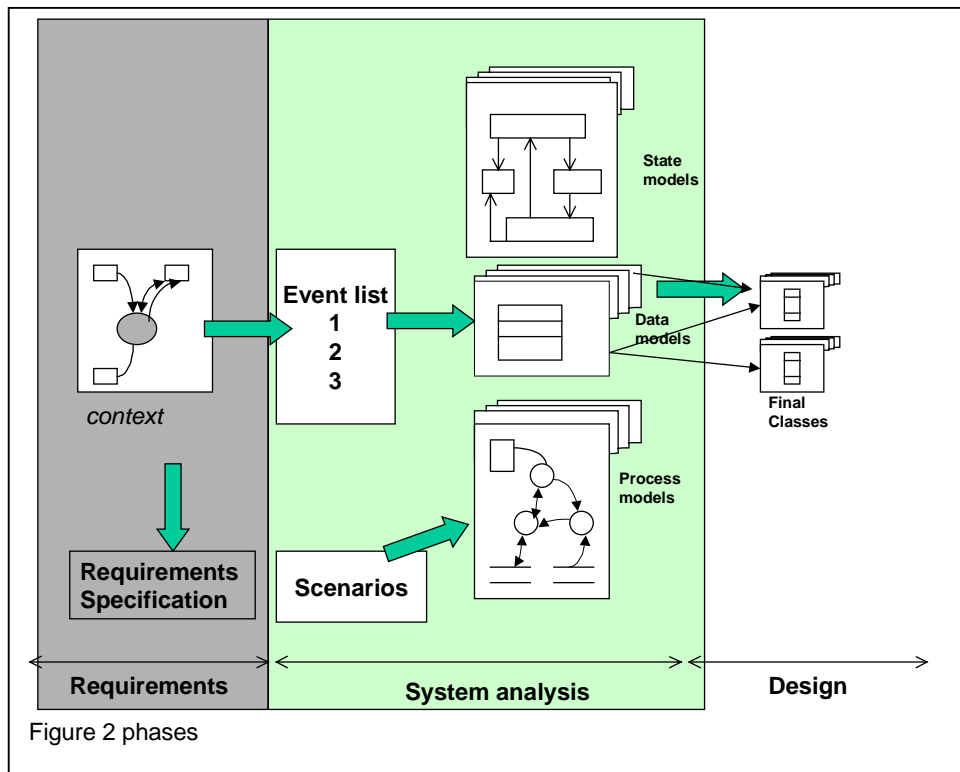 State
models
Event list
1
2
3
Data
models
context
Final
Classes
Process
models
Requirements
Specification
Scenarios
Requirements
System analysis
Design
Figure 2 phases